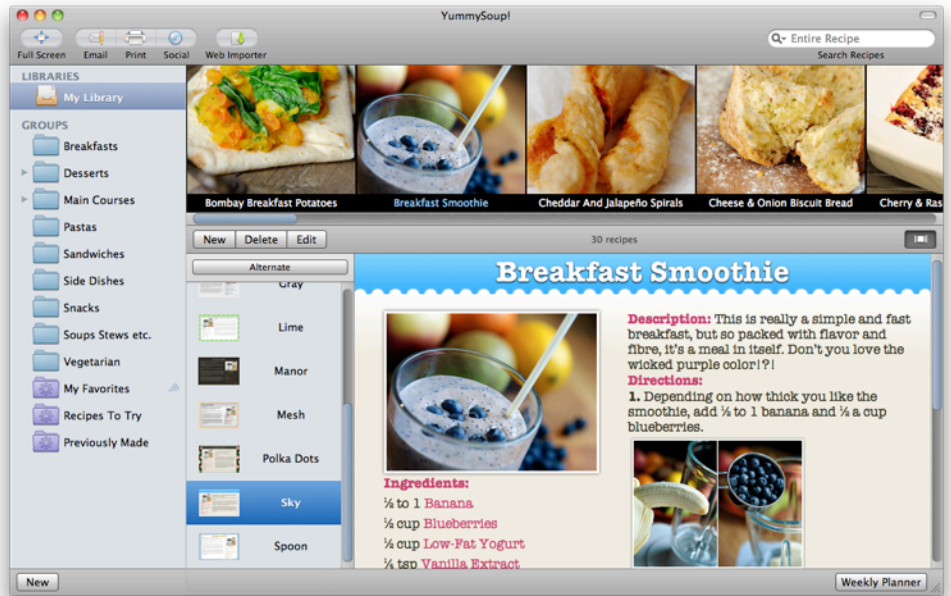 YummySoup!
Full Screen
Email
Print
Social
Web Importer
Entire Recipe
Search Recipes
LIBRARIES
My Library
GROUPS
Breakfasts
Desserts
Main Courses
Pastas
Sandwiches
Side Dishes
Snacks
Soups Stews etc.
Vegetarian
My Favorites
Recipes To Try
Previously Made
Bombay Breakfast Potatoes
Breakfast Smoothie
Cheddar And Jalapeño Spirals
Cheese & Onion Biscuit Bread
Cherry & Ras
New
Delete
Edit
30 recipes
Alternate
Gray
Lime
Manor
Mesh
Polka Dots
Sky
Spoon
Breakfast Smoothie
Ingredients:
½ to 1 Banana
½ cup Blueberries
½ cup Low-Fat Yogurt
½ tsp Vanilla Extract
Description: This is really a simple and fast
breakfast, but so packed with flavor and
fibre, it's a meal in itself. Don't you love the
wicked purple color!?!
Directions:
1. Depending on how thick you like the
smoothie, add ½ to 1 banana and ½ a cup
blueberries.
New
Weekly Planner